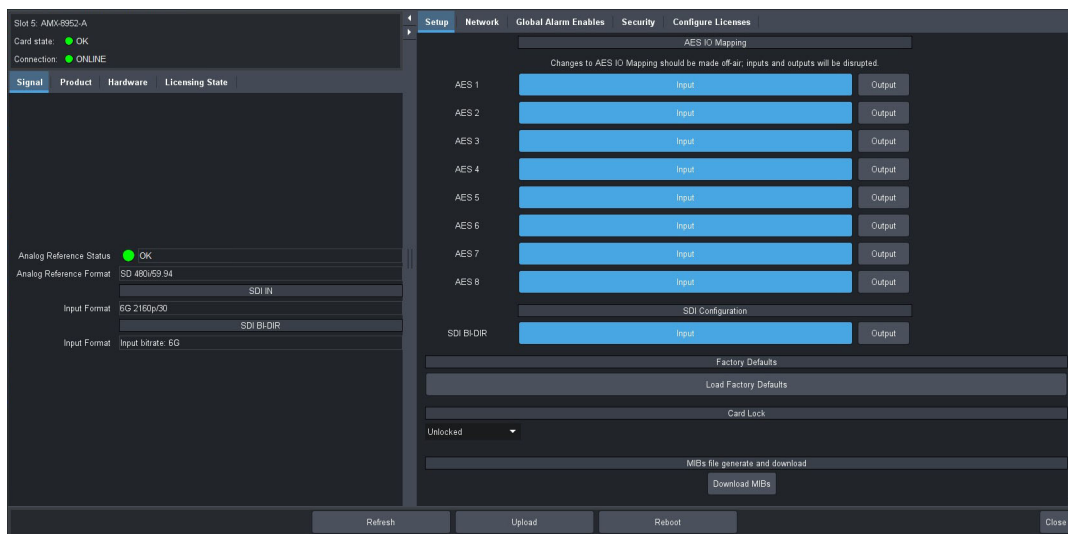 Slot 5: AMX-8952-A
Card state: OK
Connection: ONLINE
Signal Product Hardware Licensing State
Analog Reference Status OK
Analog Reference Format SD 480i/59.94
SDI IN
Input Format 6G 2160p/30
SDI BI-DIR
Input Format Input bitrate: 6G
Setup Network Global Alarm Enables Security Configure Licenses
AES IO Mapping
Changes to AES IO Mapping should be made off-air; inputs and outputs will be disrupted.
AES 1 Input Output
AES 2 Input Output
AES 3 Input Output
AES 4 Input Output
AES 5 Input Output
AES 6 Input Output
AES 7 Input Output
AES 8 Input Output
SDI Configuration
SDI BI-DIR Input Output
Factory Defaults
Load Factory Defaults
Card Lock
Unlocked
MIBs file generate and download
Download MIBs
Refresh Upload Reboot Close